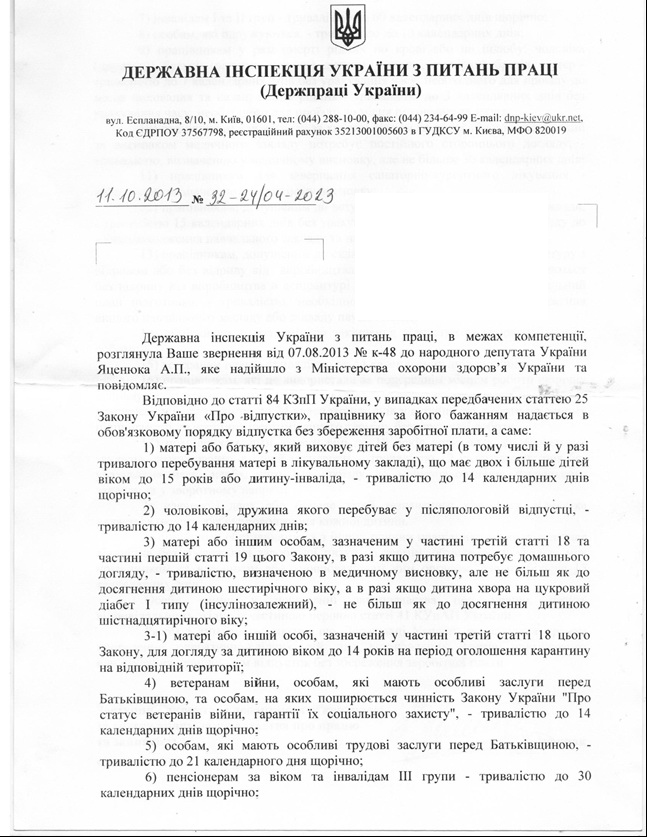 ДЕРЖАВНА ІНСПЕКЦІЯ УКРАЇНИ З ПИТАНЬ ПРАЦІ
(Держпраці України)
вул. Еспланадна, 8/10, м. Київ, 01601, тел: (044) 288-10-00, факс: (044) 234-64-99 E-mail: dnp-kiev@ukr.net,
Код ЄДРПОУ 37567798, реєстраційний рахунок 35213001005603 в ГУДКСУ м. Києва, МФО 820019
11.10.2013 № 92-24/04-2023
Державна інспекція України з питань праці, в межах компетенції,
розглянула Ваше звернення від 07.08.2013 № к-48 до народного депутата України
Яценюка А.П., яке надійшло з Міністерства охорони здоров’я України та
повідомляє.
Відповідно до статті 84 КЗпП України, у випадках передбачених статтею 25
Закону України «Про відпустки», працівнику за його бажанням надається в
обов'язковому порядку відпустка без збереження заробітної плати, а саме:
1) матері або батьку, який виховує дітей без матері (в тому числі й у разі
тривалого перебування матері в лікувальному закладі), що має двох і більше дітей
віком до 15 років або дитину-інваліда, - тривалістю до 14 календарних днів
щорічно;
2) чоловікові, дружина якого перебуває у післяпологовій відпустці, -
тривалістю до 14 календарних днів;
3) матері або іншим особам, зазначеним у частині третій статті 18 та
частині першій статті 19 цього Закону, в разі якщо дитина потребує домашнього
догляду, - тривалістю, визначеною в медичному висновку, але не більш як до
досягнення дитиною шестирічного віку, а в разі якщо дитина хвора на цукровий
діабет I типу (інсулінозалежний), - не більш як до досягнення дитиною
шістнадцятирічного віку;
3-1) матері або іншій особі, зазначеній у частині третій статті 18 цього
Закону, для догляду за дитиною віком до 14 років на період оголошення карантину
на відповідній території;
4) ветеранам війни, особам, які мають особливі заслуги перед
Батьківщиною, та особам, на яких поширюється чинність Закону України "Про
статус ветеранів війни, гарантії їх соціального захисту", - тривалістю до 14
календарних днів щорічно;
5) особам, які мають особливі трудові заслуги перед Батьківщиною, -
тривалістю до 21 календарного дня щорічно;
6) пенсіонерам за віком та інвалідам III групи - тривалістю до 30
календарних днів щорічно;